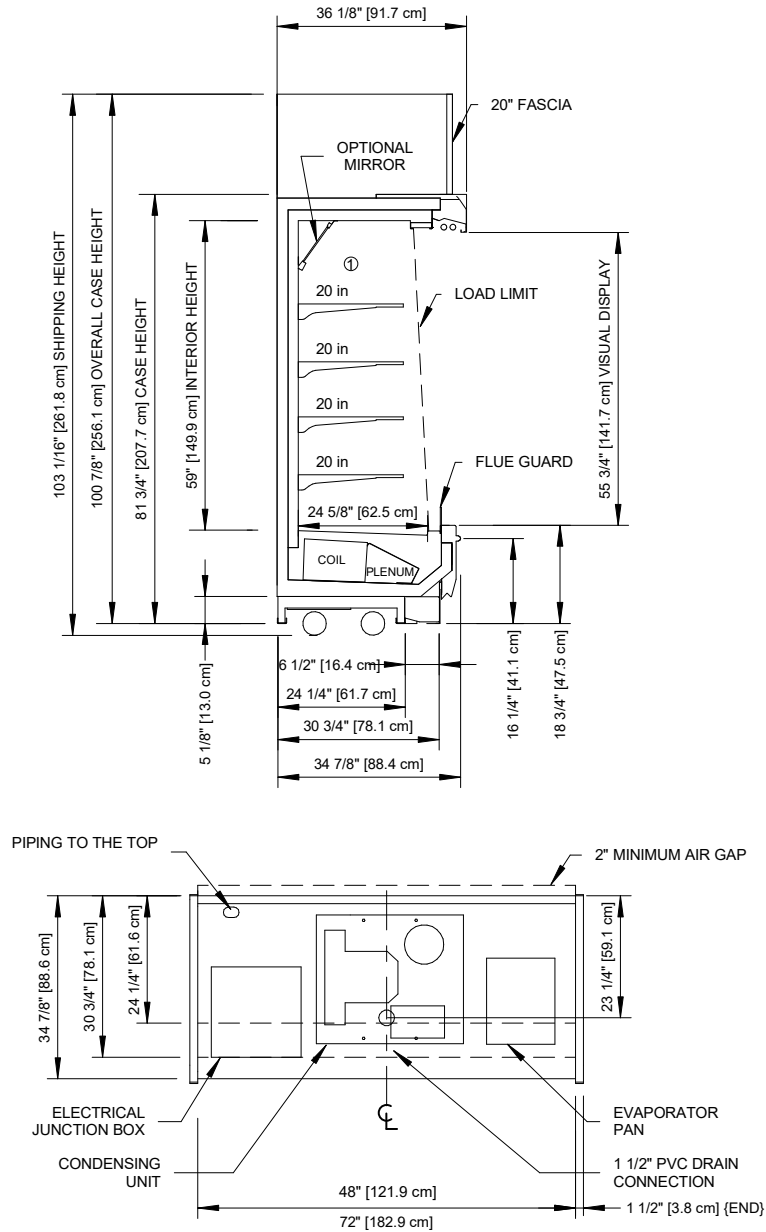 36 1/8" [91.7 cm]
20" FASCIA
OPTIONAL
MIRROR
103 1/16" [261.8 cm] SHIPPING HEIGHT
100 7/8" [256.1 cm] OVERALL CASE HEIGHT
81 3/4" [207.7 cm] CASE HEIGHT
59" [149.9 cm] INTERIOR HEIGHT
1
20 in
LOAD LIMIT
20 in
20 in
20 in
55 3/4" [141.7 cm] VISUAL DISPLAY
FLUE GUARD
24 5/8" [62.5 cm]
COIL
PLENUM
5 1/8" [13.0 cm]
6 1/2" [16.4 cm]
24 1/4" [61.7 cm]
30 3/4" [78.1 cm]
34 7/8" [88.4 cm]
16 1/4" [41.1 cm]
18 3/4" [47.5 cm]
PIPING TO THE TOP
2" MINIMUM AIR GAP
34 7/8" [88.6 cm]
30 3/4" [78.1 cm]
24 1/4" [61.6 cm]
23 1/4" [59.1 cm]
ELECTRICAL
JUNCTION BOX
CONDENSING
UNIT
CL
EVAPORATOR
PAN
1 1/2" PVC DRAIN
CONNECTION
48" [121.9 cm]
72" [182.9 cm]
1 1/2" [3.8 cm] {END}